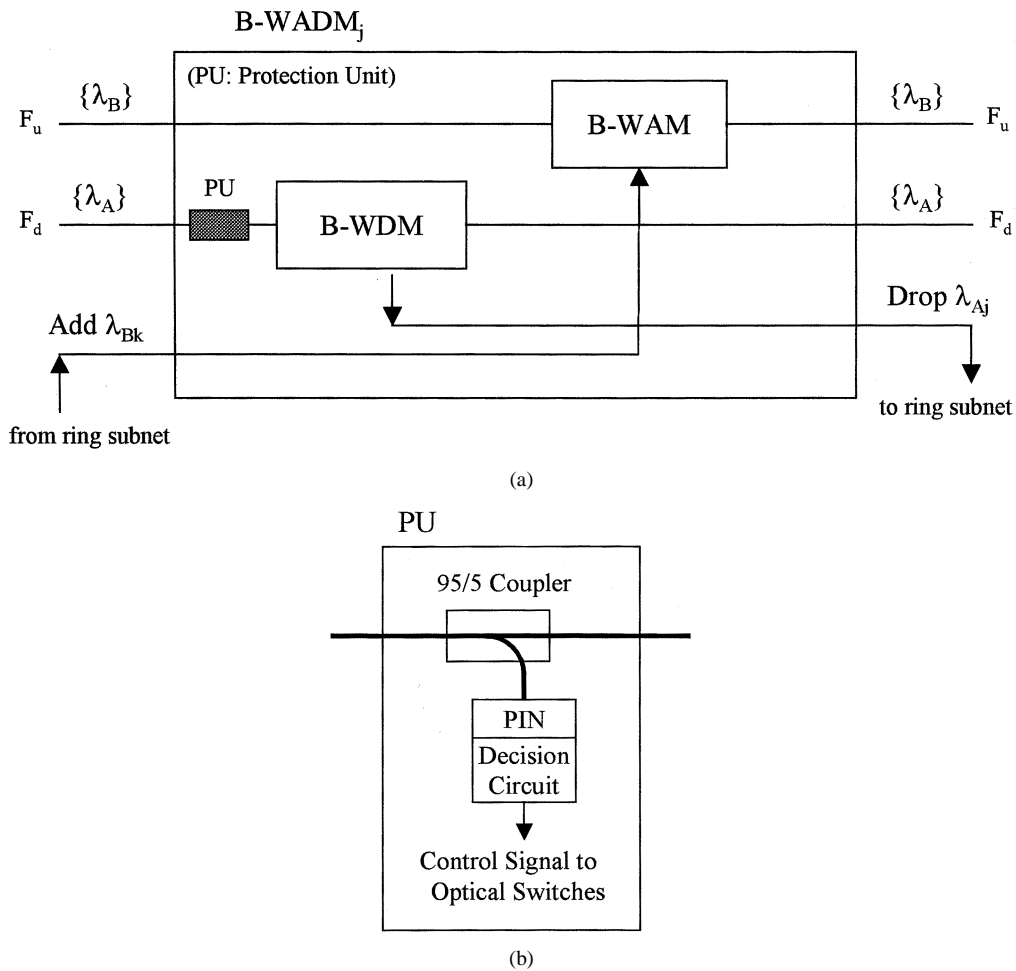 B-WADMj
(PU: Protection Unit)
{λB}
{λB}
Fu
B-WAM
Fu
{λA}
PU
{λA}
Fd
B-WDM
Fd
Add λBk
Drop λAj
from ring subnet
to ring subnet
(a)
PU
95/5 Coupler
PIN
Decision
Circuit
Control Signal to
Optical Switches
(b)